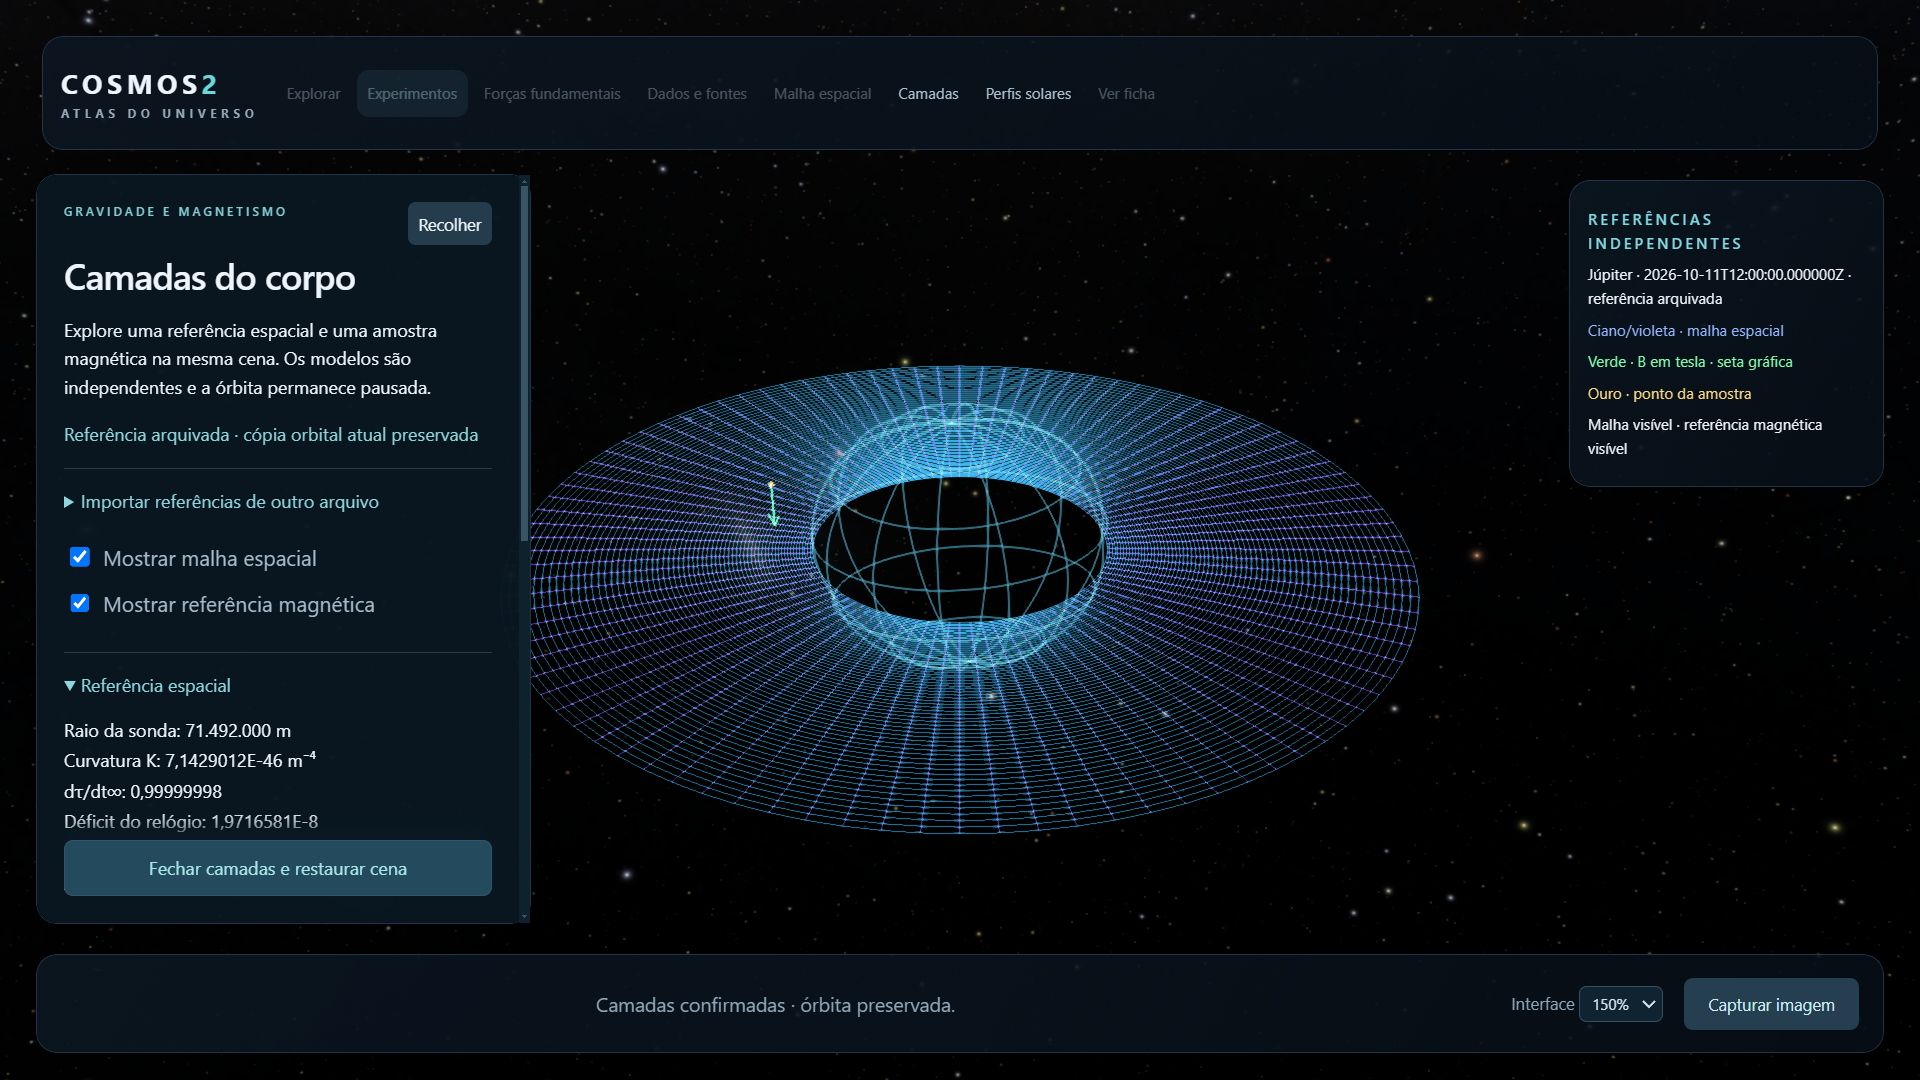 COSMOS2
ATLAS DO UNIVERSO
Explorar
Experimentos
Forças fundamentais
Dados e fontes
Malha espacial
Camadas
Perfis solares
Ver ficha
GRAVIDADE E MAGNETISMO
Recolher
Camadas do corpo
Explore uma referência espacial e uma amostra
magnética na mesma cena. Os modelos são
independentes e a órbita permanece pausada.
Referência arquivada · cópia orbital atual preservada
Importar referências de outro arquivo
Mostrar malha espacial
Mostrar referência magnética
Referência espacial
Raio da sonda: 71.492.000 m
Curvatura K: 7,1429012E-46 m⁻⁴
dτ/dt∞: 0,99999998
Déficit do relógio: 1,9716581E-8
Fechar camadas e restaurar cena
REFERÊNCIAS
INDEPENDENTES
Júpiter · 2026-10-11T12:00:00.000000Z ·
referência arquivada
Ciano/violeta · malha espacial
Verde · B em tesla · seta gráfica
Ouro · ponto da amostra
Malha visível · referência magnética
visível
Camadas confirmadas · órbita preservada.
Interface
150%
Capturar imagem